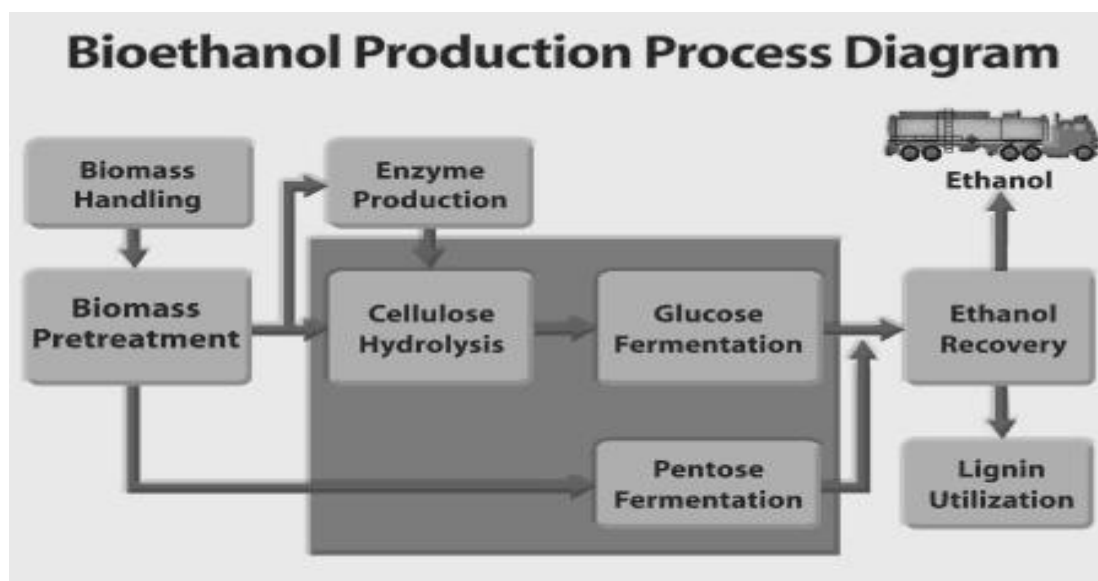 Bioethanol Production Process Diagram
Biomass
Handling
Enzyme
Production
Ethanol
Biomass
Pretreatment
Cellulose
Hydrolysis
Glucose
Fermentation
Ethanol
Recovery
Pentose
Fermentation
Lignin
Utilization